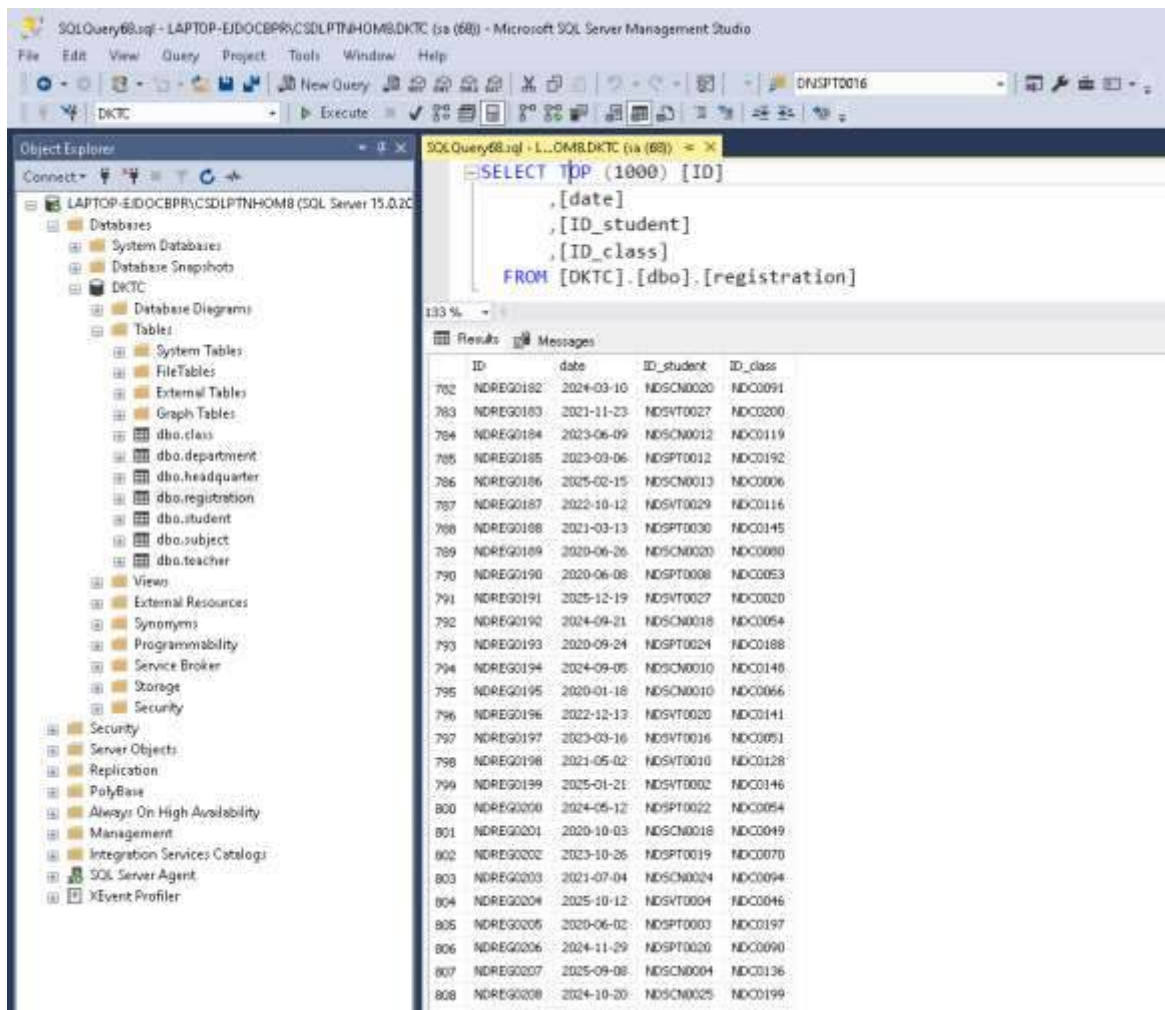 SQLQuery68.sql - LAPTOP-EJDOCBPR\CSDLPTNHOM8.DKTC (sa (68)) - Microsoft SQL Server Management Studio
File Edit View Query Project Tools Window Help
New Query DNSPT0016
DKTC Execute
Object Explorer
Connect
LAPTOP-EJDOCBPR\CSDLPTNHOM8 (SQL Server 15.0.20
Databases
System Databases
Database Snapshots
DKTC
Database Diagrams
Tables
System Tables
FileTables
External Tables
Graph Tables
dbo.class
dbo.department
dbo.headquarter
dbo.registration
dbo.student
dbo.subject
dbo.teacher
Views
External Resources
Synonyms
Programmability
Service Broker
Storage
Security
Security
Server Objects
Replication
PolyBase
Always On High Availability
Management
Integration Services Catalogs
SQL Server Agent
XEvent Profiler
SQLQuery68.sql - L...OM8.DKTC (sa (68))
SELECT TOP (1000) [ID]
,[date]
,[ID_student]
,[ID_class]
FROM [DKTC].[dbo].[registration]
133 %
Results Messages
ID date ID_student ID_class
782 NDREG0182 2024-03-10 NDSCN0020 NDC0091
783 NDREG0183 2021-11-23 NDSVT0027 NDC0200
784 NDREG0184 2023-06-09 NDSCN0012 NDC0119
785 NDREG0185 2023-03-06 NDSPT0012 NDC0192
786 NDREG0186 2025-02-15 NDSCN0013 NDC0006
787 NDREG0187 2022-10-12 NDSVT0029 NDC0116
788 NDREG0188 2021-03-13 NDSPT0030 NDC0145
789 NDREG0189 2020-06-26 NDSCN0020 NDC0080
790 NDREG0190 2020-06-08 NDSPT0008 NDC0053
791 NDREG0191 2025-12-19 NDSVT0027 NDC0020
792 NDREG0192 2024-09-21 NDSCN0018 NDC0054
793 NDREG0193 2020-09-24 NDSPT0024 NDC0188
794 NDREG0194 2024-09-05 NDSCN0010 NDC0148
795 NDREG0195 2020-01-18 NDSCN0010 NDC0066
796 NDREG0196 2022-12-13 NDSVT0020 NDC0141
797 NDREG0197 2023-03-16 NDSVT0016 NDC0051
798 NDREG0198 2021-05-02 NDSVT0010 NDC0128
799 NDREG0199 2025-01-21 NDSVT0002 NDC0146
800 NDREG0200 2024-05-12 NDSPT0022 NDC0054
801 NDREG0201 2020-10-03 NDSCN0018 NDC0049
802 NDREG0202 2023-10-26 NDSPT0019 NDC0070
803 NDREG0203 2021-07-04 NDSCN0024 NDC0094
804 NDREG0204 2025-10-12 NDSVT0004 NDC0046
805 NDREG0205 2020-06-02 NDSPT0003 NDC0197
806 NDREG0206 2024-11-29 NDSPT0020 NDC0090
807 NDREG0207 2025-09-08 NDSCN0004 NDC0136
808 NDREG0208 2024-10-20 NDSCN0025 NDC0199